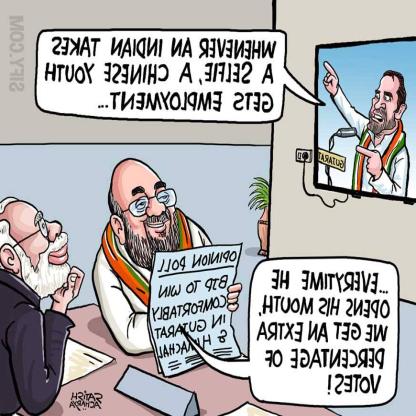 SIFY.COM
WHENEVER AN INDIAN TAKES
A SELFIE, A CHINESE YOUTH
GETS EMPLOYMENT...
GUJARAT
OPINION POLL
BJP TO WIN
COMFORTABLY
IN GUJARAT
& HIMACHAL
...EVERYTIME HE
OPENS HIS MOUTH,
WE GET AN EXTRA
PERCENTAGE OF
VOTES!
SATISH
ACHARYA